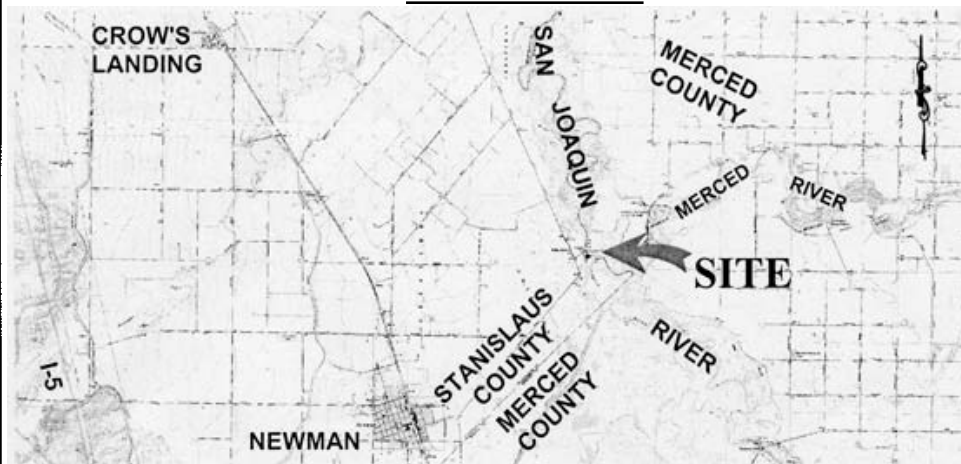 CROW'S
LANDING
SAN
JOAQUIN
MERCED
COUNTY
MERCED
RIVER
SITE
STANISLAUS
COUNTY
MERCED
COUNTY
RIVER
I-5
NEWMAN